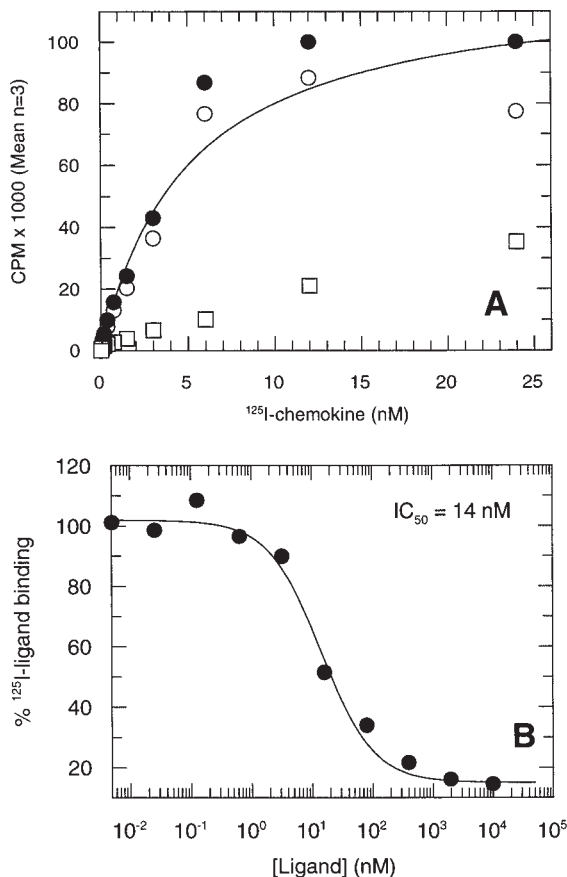 CPM x 1000 (Mean n=3)
100
80
60
40
20
0
A
0 5 10 15 20 25
¹²⁵I-chemokine (nM)
% ¹²⁵I-ligand binding
120
100
80
60
40
20
IC₅₀ = 14 nM
B
10⁻² 10⁻¹ 10⁰ 10¹ 10² 10³ 10⁴ 10⁵
[Ligand] (nM)